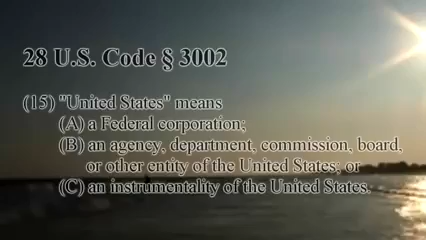 28 U.S. Code § 3002
(15) "United States" means
(A) a Federal corporation;
(B) an agency, department, commission, board,
or other entity of the United States; or
(C) an instrumentality of the United States.